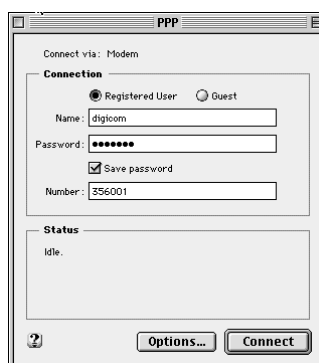 PPP
Connect via: Modem
Connection
Registered User Guest
Name: digicom
Password: •••••••
Save password
Number: 356001
Status
Idle.
? Options... Connect